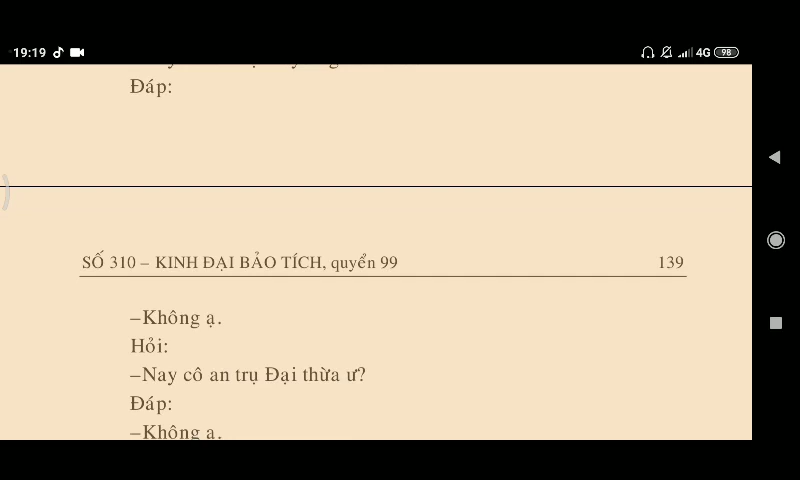 19:19
4G 98
Đáp:
SỐ 310 – KINH ĐẠI BẢO TÍCH, quyển 99 139
–Không ạ.
Hỏi:
–Nay cô an trụ Đại thừa ư?
Đáp:
–Không ạ.